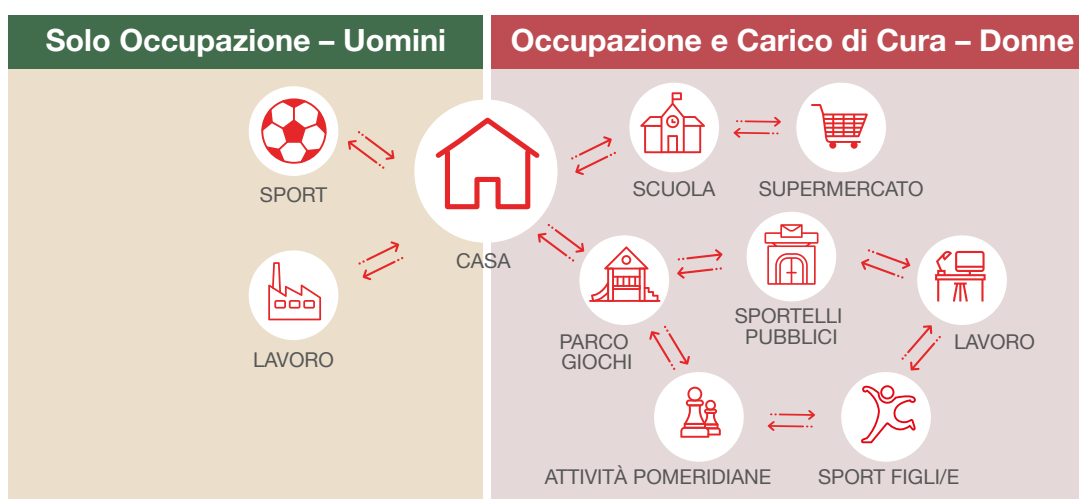 Solo Occupazione – Uomini
Occupazione e Carico di Cura – Donne
SPORT
LAVORO
CASA
SCUOLA
SUPERMERCATO
PARCO
GIOCHI
SPORTELLI
PUBBLICI
LAVORO
ATTIVITÀ POMERIDIANE
SPORT FIGLI/E